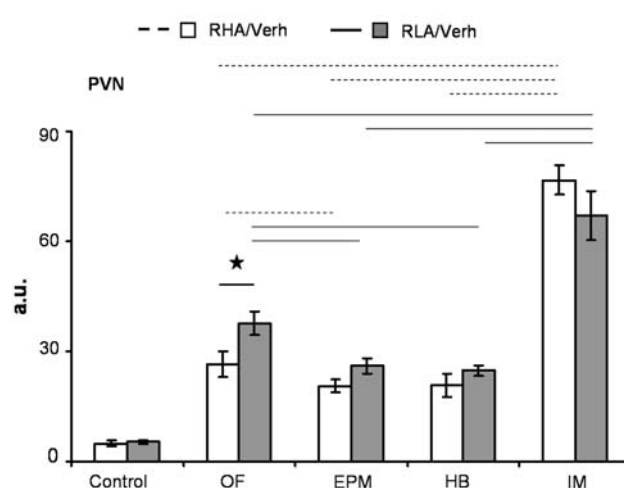 RHA/Verh RLA/Verh
PVN
90
60
30
0
a.u.
Control OF EPM HB IM